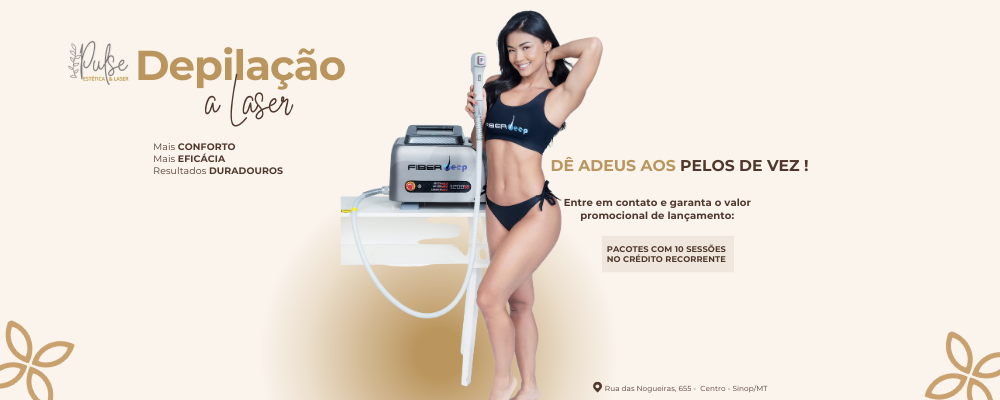 Pulse
ESTÉTICA & LASER
Depilação
a Laser
Mais CONFORTO
Mais EFICÁCIA
Resultados DURADOUROS
FIBER deep
FIBER deep
DÊ ADEUS AOS PELOS DE VEZ !
Entre em contato e garanta o valor
promocional de lançamento:
PACOTES COM 10 SESSÕES
NO CRÉDITO RECORRENTE
Rua das Nogueiras, 655 - Centro - Sinop/MT